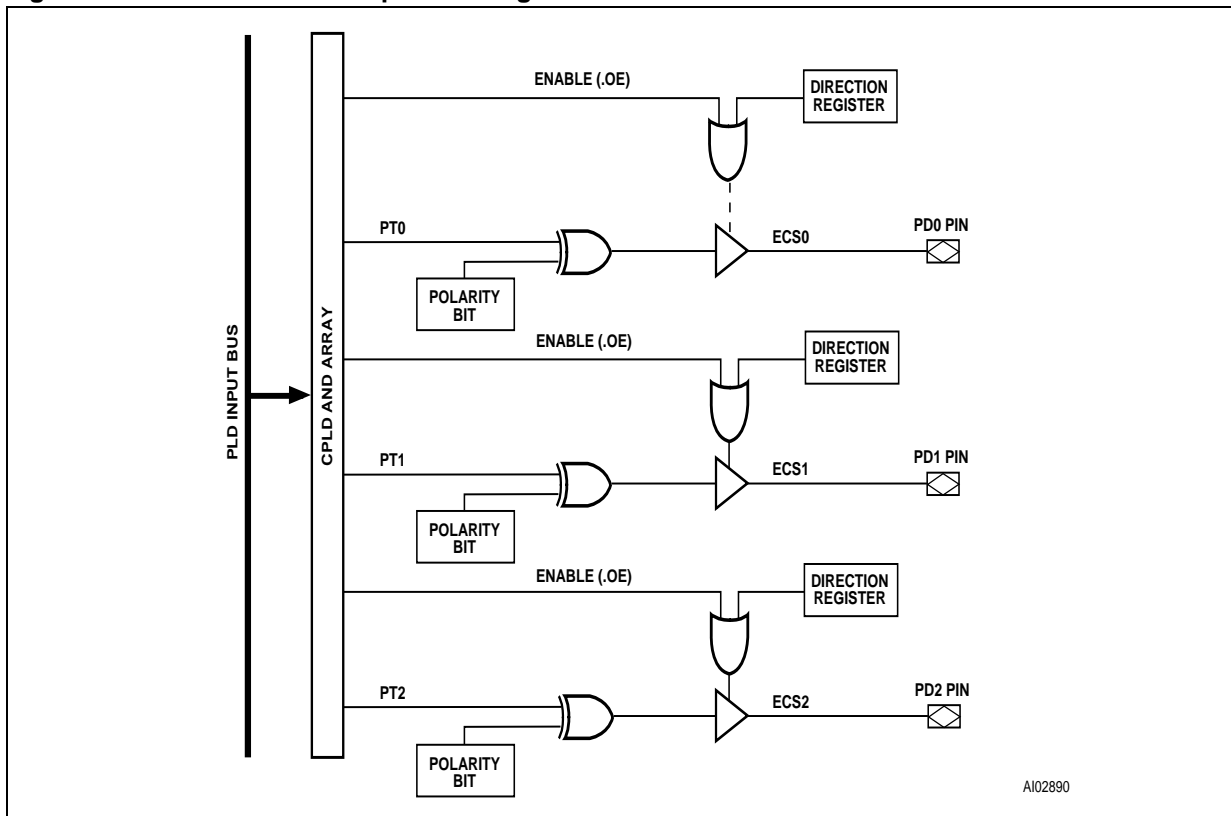 ENABLE (.OE)
DIRECTION
REGISTER
PT0
ECS0
PD0 PIN
POLARITY
BIT
ENABLE (.OE)
DIRECTION
REGISTER
PLD INPUT BUS
CPLD AND ARRAY
PT1
ECS1
PD1 PIN
POLARITY
BIT
ENABLE (.OE)
DIRECTION
REGISTER
PT2
ECS2
PD2 PIN
POLARITY
BIT
AI02890